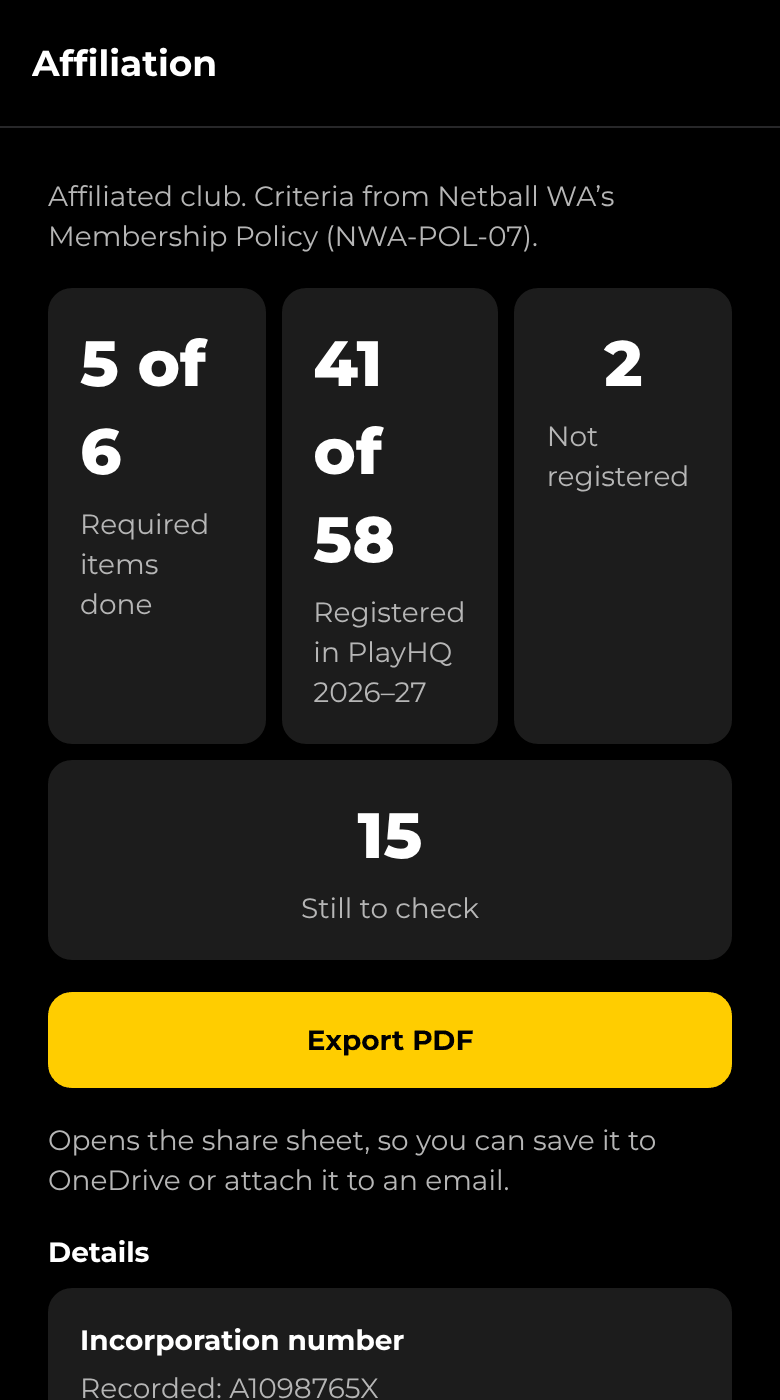 Affiliation
Affiliated club. Criteria from Netball WA’s
Membership Policy (NWA-POL-07).
5 of
6
Required
items
done
41
of
58
Registered
in PlayHQ
2026–27
2
Not
registered
15
Still to check
Export PDF
Opens the share sheet, so you can save it to
OneDrive or attach it to an email.
Details
Incorporation number
Recorded: A1098765X